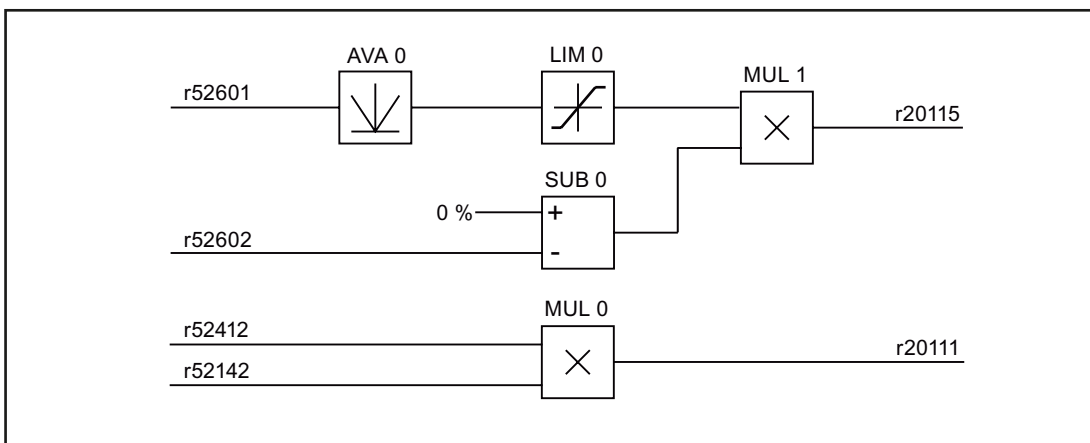 AVA 0
LIM 0
MUL 1
r52601
r20115
SUB 0
0 %
+
r52602
-
MUL 0
r52412
r20111
r52142